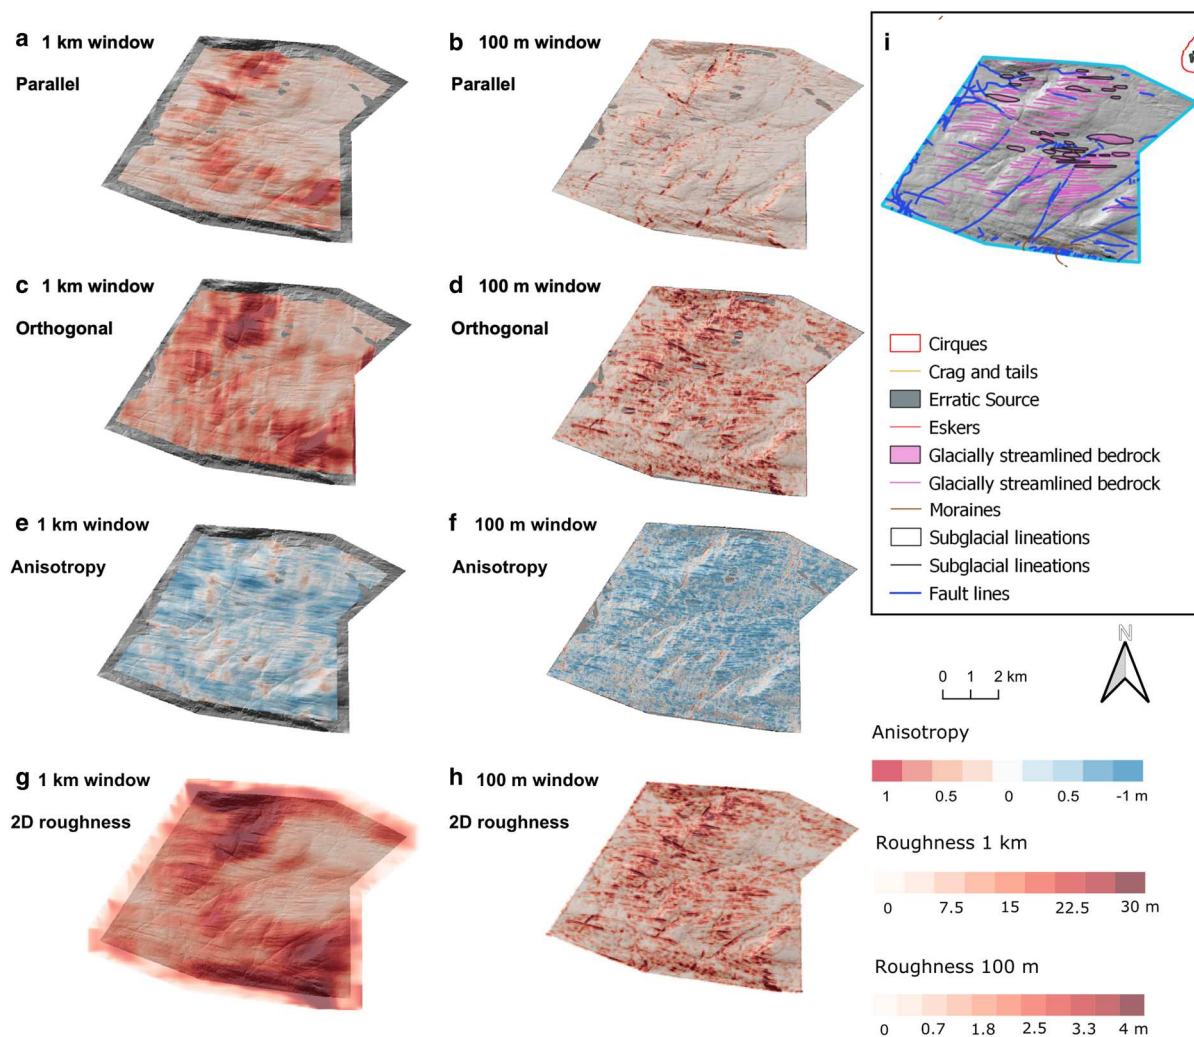 a 1 km window
Parallel
b 100 m window
Parallel
c 1 km window
Orthogonal
d 100 m window
Orthogonal
e 1 km window
Anisotropy
f 100 m window
Anisotropy
g 1 km window
2D roughness
h 100 m window
2D roughness
i
Cirques
Crag and tails
Erratic Source
Eskers
Glacially streamlined bedrock
Glacially streamlined bedrock
Moraines
Subglacial lineations
Subglacial lineations
Fault lines
N
0 1 2 km
Anisotropy
1 0.5 0 0.5 -1 m
Roughness 1 km
0 7.5 15 22.5 30 m
Roughness 100 m
0 0.7 1.8 2.5 3.3 4 m